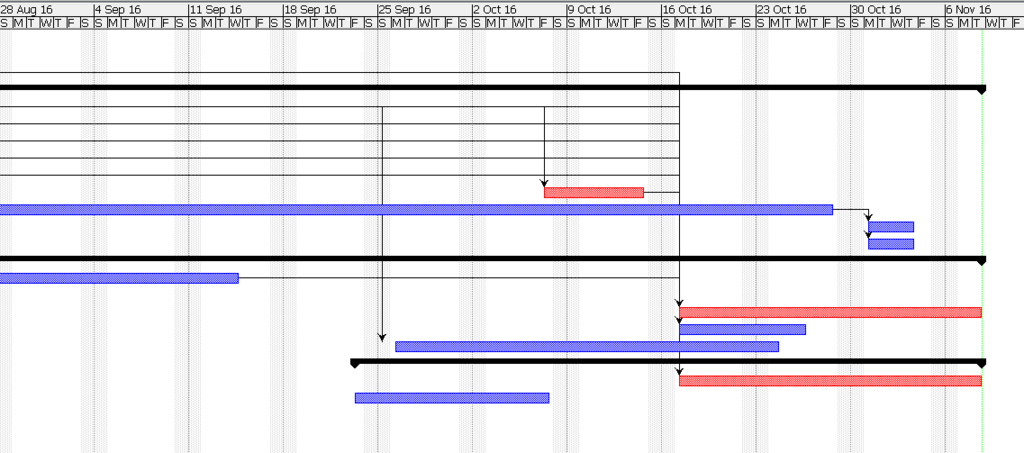 28 Aug 16 4 Sep 16 11 Sep 16 18 Sep 16 25 Sep 16 2 Oct 16 9 Oct 16 16 Oct 16 23 Oct 16 30 Oct 16 6 Nov 16
S M T W T F S S M T W T F S S M T W T F S S M T W T F S S M T W T F S S M T W T F S S M T W T F S S M T W T F S S M T W T F S S M T W T F S S M T W T F